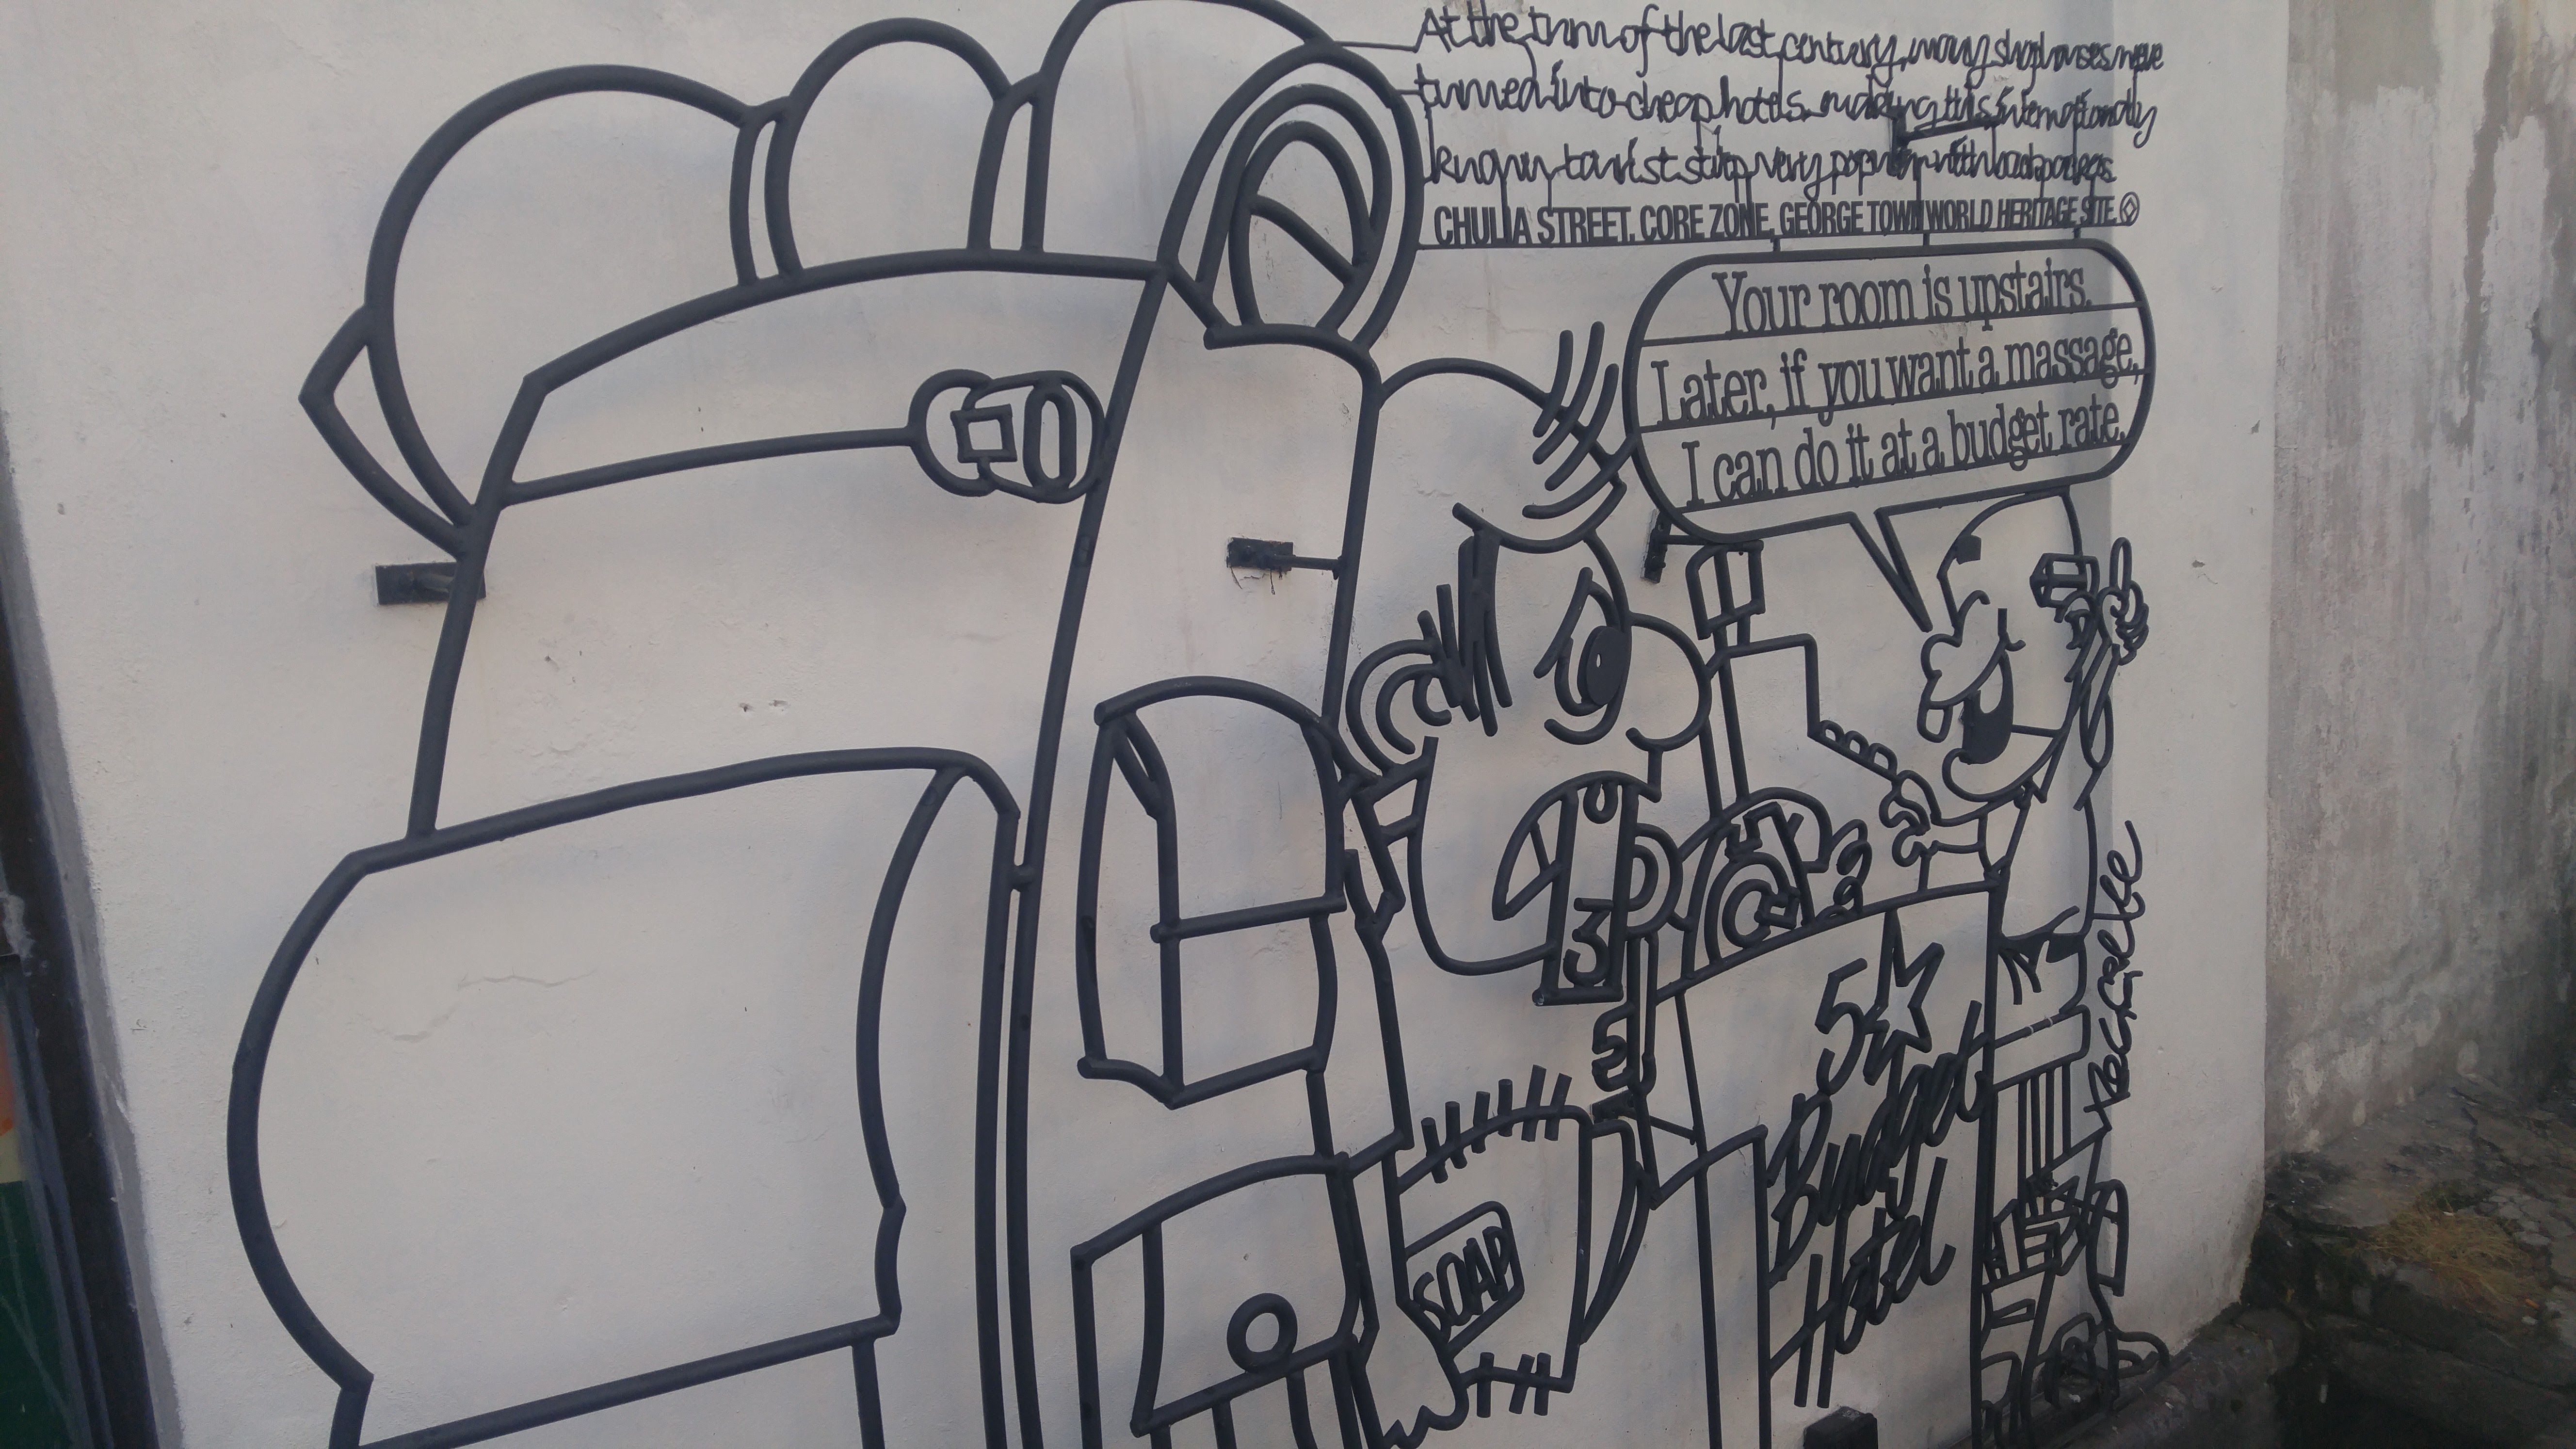 At the turn of the last century, many shophouses were
turned into cheap hotels making this internationally
known tourist strip very popular with backpackers
CHULIA STREET, CORE ZONE, GEORGE TOWN WORLD HERITAGE SITE.
Your room is upstairs.
Later, if you want a massage,
I can do it at a budget rate.
3
5
Budget
Hotel
SOAP